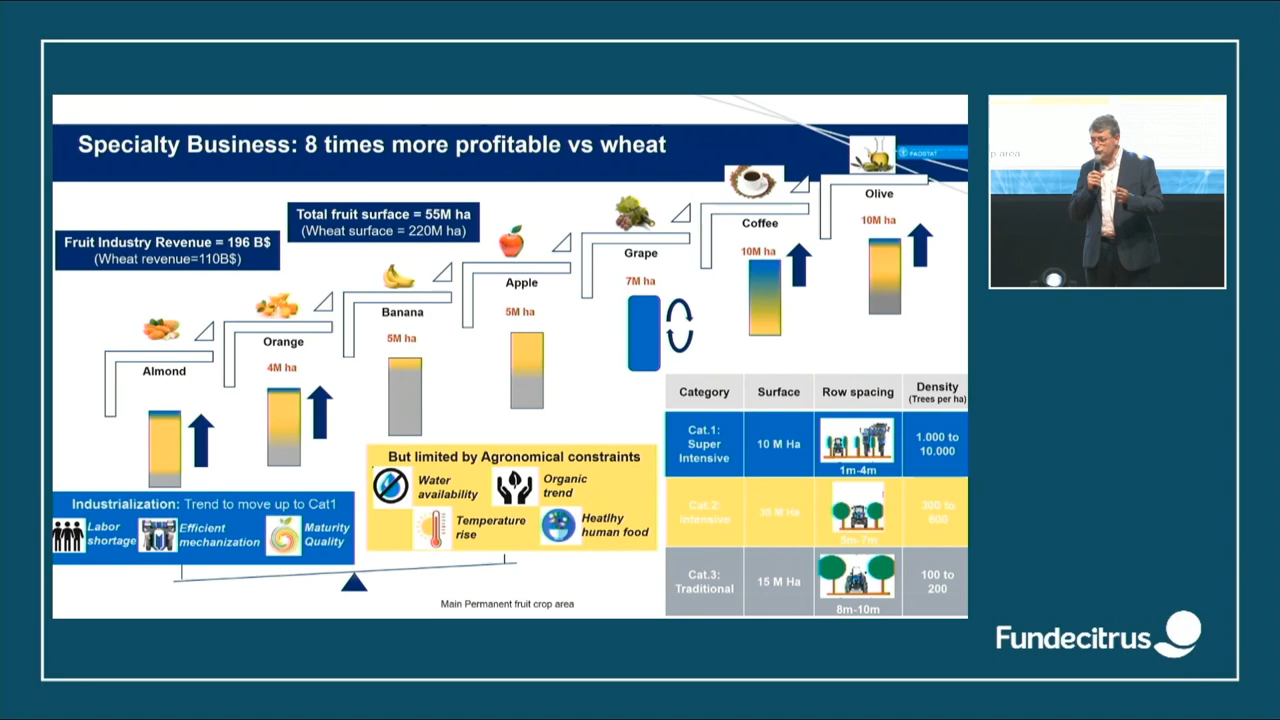 Specialty Business: 8 times more profitable vs wheat
FAOSTAT
Total fruit surface = 55M ha
(Wheat surface = 220M ha)
Fruit Industry Revenue = 196 B$
(Wheat revenue=110B$)
Almond
Orange
4M ha
Banana
5M ha
Apple
5M ha
Grape
7M ha
Coffee
10M ha
Olive
10M ha
But limited by Agronomical constraints
Water
availability
Organic
trend
Temperature
rise
Heatlhy
human food
Industrialization: Trend to move up to Cat1
Labor
shortage
Efficient
mechanization
Maturity
Quality
Main Permanent fruit crop area
Category Surface Row spacing Density
(Trees per ha)
Cat.1:
Super
Intensive
10 M Ha
1m-4m
1.000 to
10.000
Cat.2:
Intensive
5m-7m
Cat.3:
Traditional
15 M Ha
8m-10m
100 to
200
p area
Fundecitrus